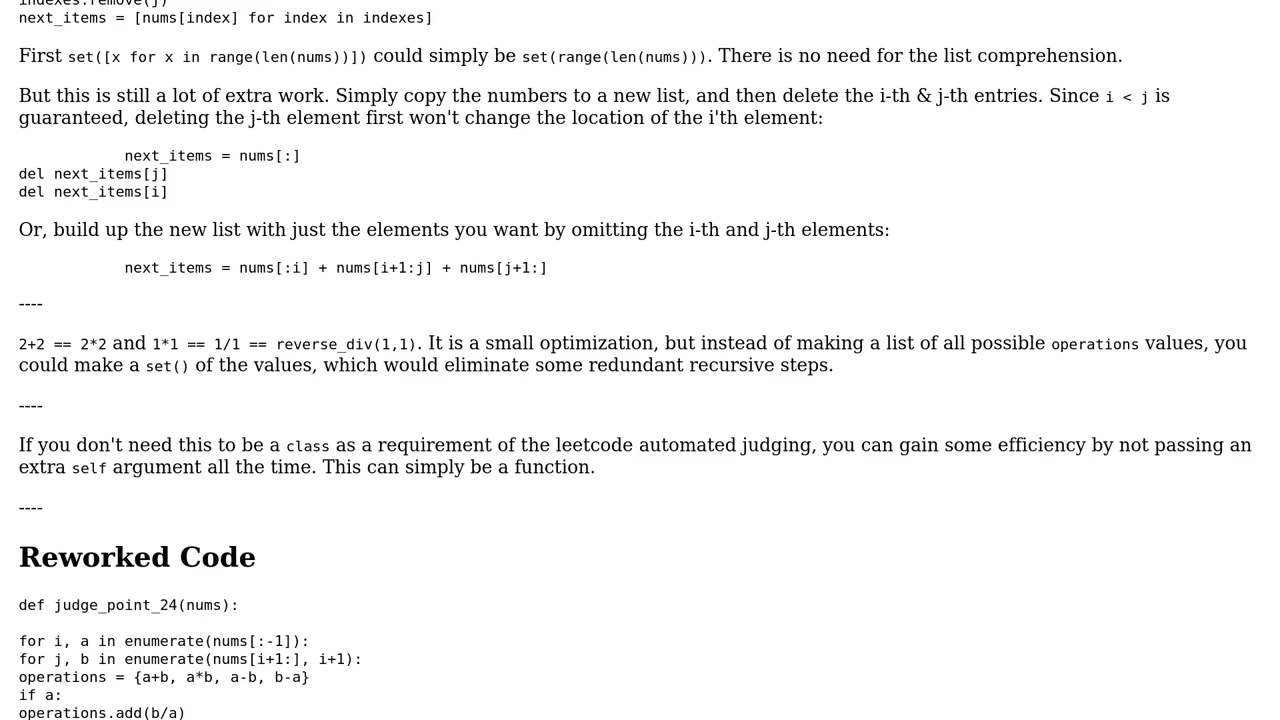 indexes.remove(j)
next_items = [nums[index] for index in indexes]
First set([x for x in range(len(nums))]) could simply be set(range(len(nums))). There is no need for the list comprehension.
But this is still a lot of extra work. Simply copy the numbers to a new list, and then delete the i-th & j-th entries. Since i < j is
guaranteed, deleting the j-th element first won't change the location of the i'th element:
next_items = nums[:]
del next_items[j]
del next_items[i]
Or, build up the new list with just the elements you want by omitting the i-th and j-th elements:
next_items = nums[:i] + nums[i+1:j] + nums[j+1:]
----
2+2 == 2*2 and 1*1 == 1/1 == reverse_div(1,1). It is a small optimization, but instead of making a list of all possible operations values, you
could make a set() of the values, which would eliminate some redundant recursive steps.
----
If you don't need this to be a class as a requirement of the leetcode automated judging, you can gain some efficiency by not passing an
extra self argument all the time. This can simply be a function.
----
Reworked Code
def judge_point_24(nums):
for i, a in enumerate(nums[:-1]):
for j, b in enumerate(nums[i+1:], i+1):
operations = {a+b, a*b, a-b, b-a}
if a:
operations.add(b/a)